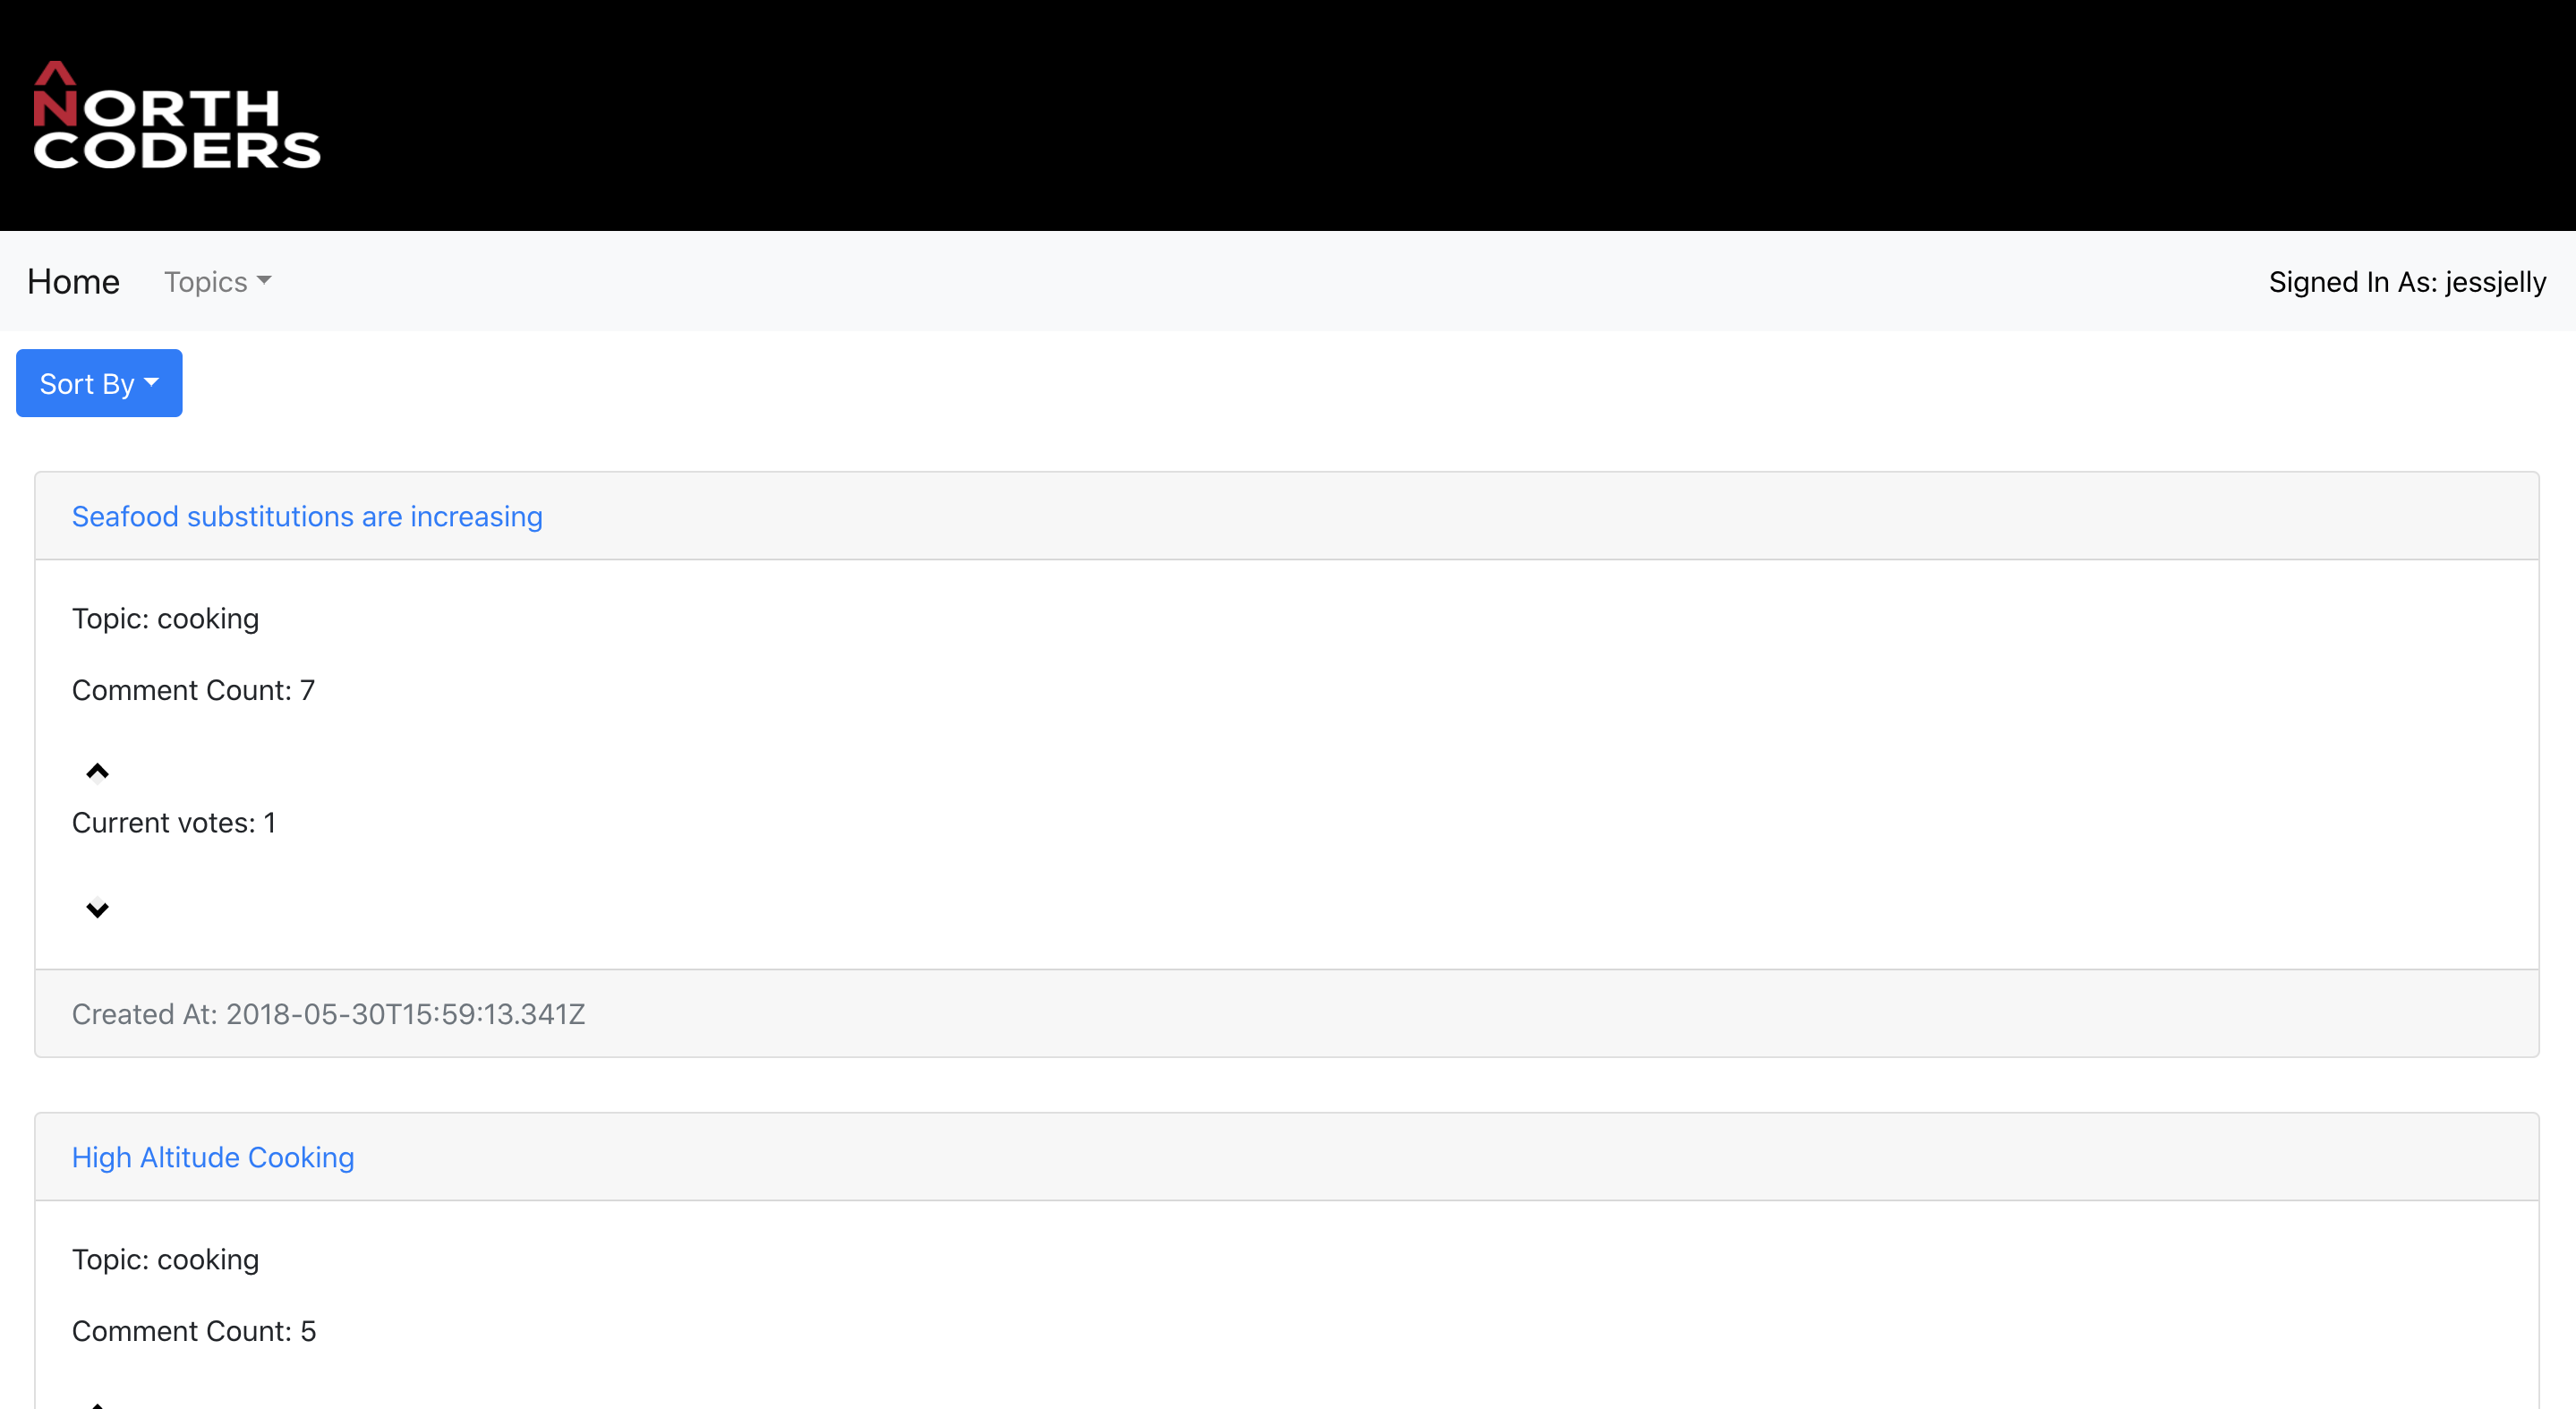 NORTH
CODERS
Home Topics Signed In As: jessjelly
Sort By
Seafood substitutions are increasing
Topic: cooking
Comment Count: 7
Current votes: 1
Created At: 2018-05-30T15:59:13.341Z
High Altitude Cooking
Topic: cooking
Comment Count: 5